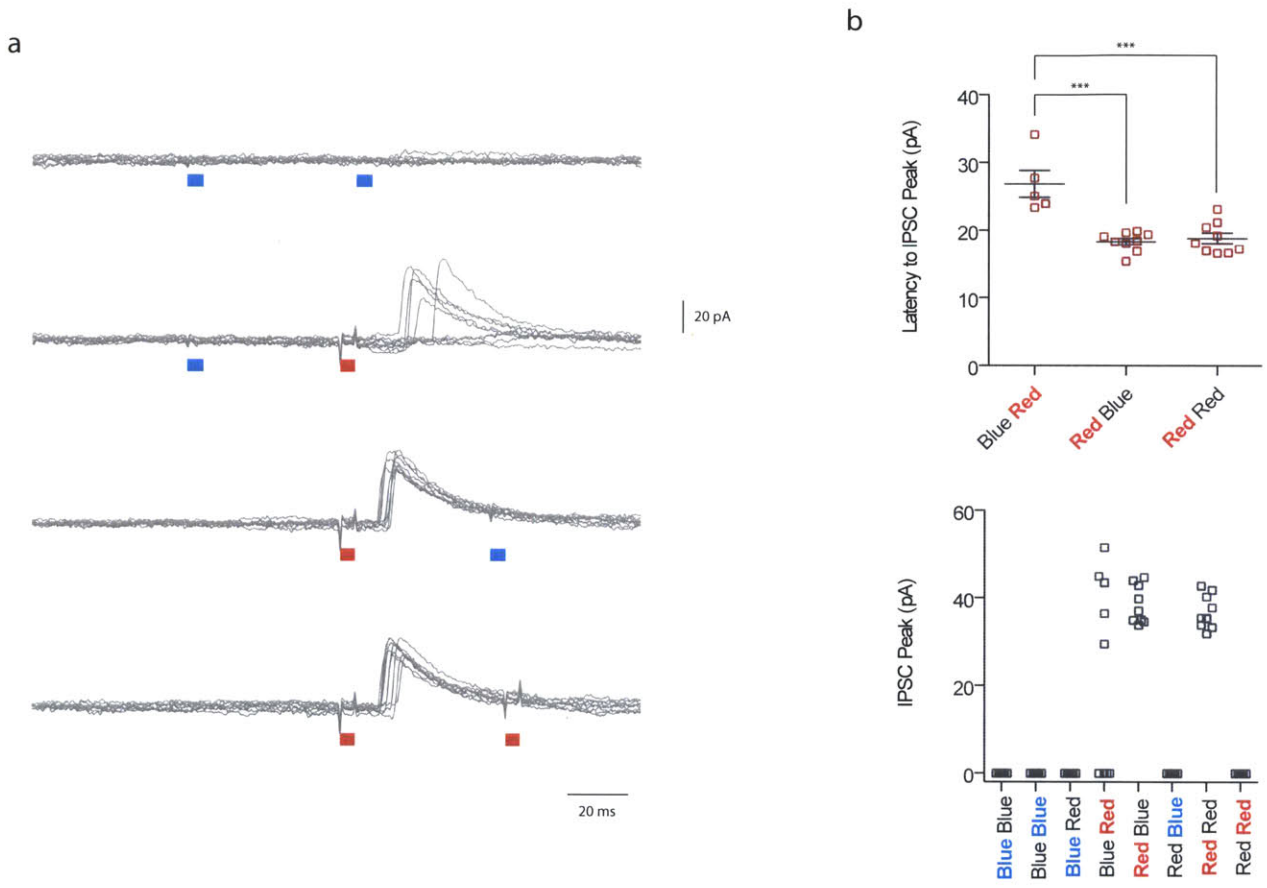 a
20 pA
20 ms
b
***
***
Latency to IPSC Peak (pA)
40
30
20
10
0
Blue Red
Red Blue
Red Red
IPSC Peak (pA)
60
40
20
0
Blue Blue
Blue Blue
Blue Red
Blue Red
Red Blue
Red Blue
Red Red
Red Red